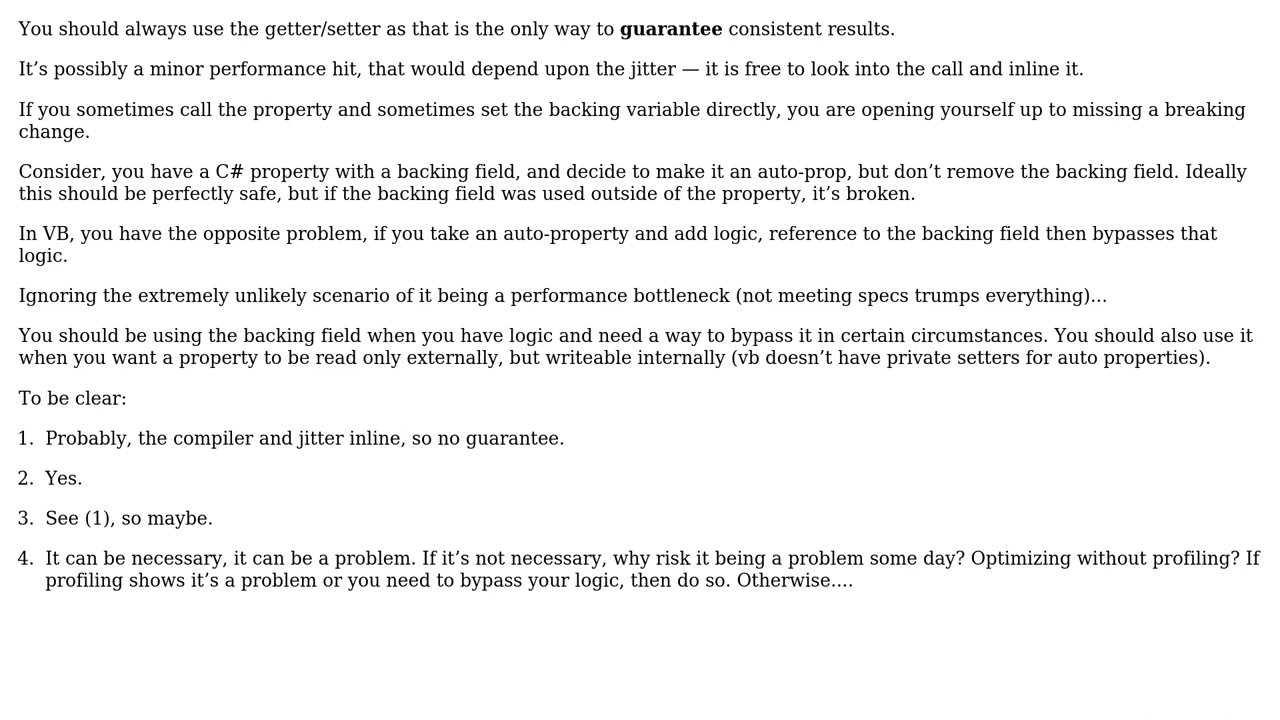 You should always use the getter/setter as that is the only way to guarantee consistent results.
It’s possibly a minor performance hit, that would depend upon the jitter — it is free to look into the call and inline it.
If you sometimes call the property and sometimes set the backing variable directly, you are opening yourself up to missing a breaking
change.
Consider, you have a C# property with a backing field, and decide to make it an auto-prop, but don’t remove the backing field. Ideally
this should be perfectly safe, but if the backing field was used outside of the property, it’s broken.
In VB, you have the opposite problem, if you take an auto-property and add logic, reference to the backing field then bypasses that
logic.
Ignoring the extremely unlikely scenario of it being a performance bottleneck (not meeting specs trumps everything)...
You should be using the backing field when you have logic and need a way to bypass it in certain circumstances. You should also use it
when you want a property to be read only externally, but writeable internally (vb doesn’t have private setters for auto properties).
To be clear:
1. Probably, the compiler and jitter inline, so no guarantee.
2. Yes.
3. See (1), so maybe.
4. It can be necessary, it can be a problem. If it’s not necessary, why risk it being a problem some day? Optimizing without profiling? If
profiling shows it’s a problem or you need to bypass your logic, then do so. Otherwise....